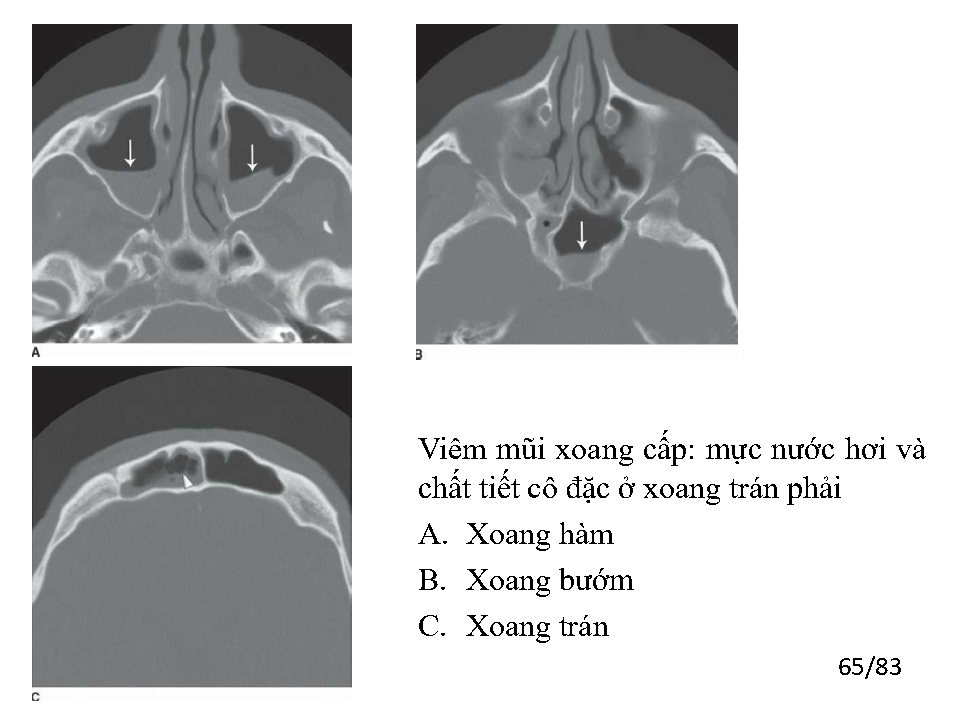 A
B
C
Viêm mũi xoang cấp: mực nước hơi và
chất tiết cô đặc ở xoang trán phải
A. Xoang hàm
B. Xoang bướm
C. Xoang trán
65/83